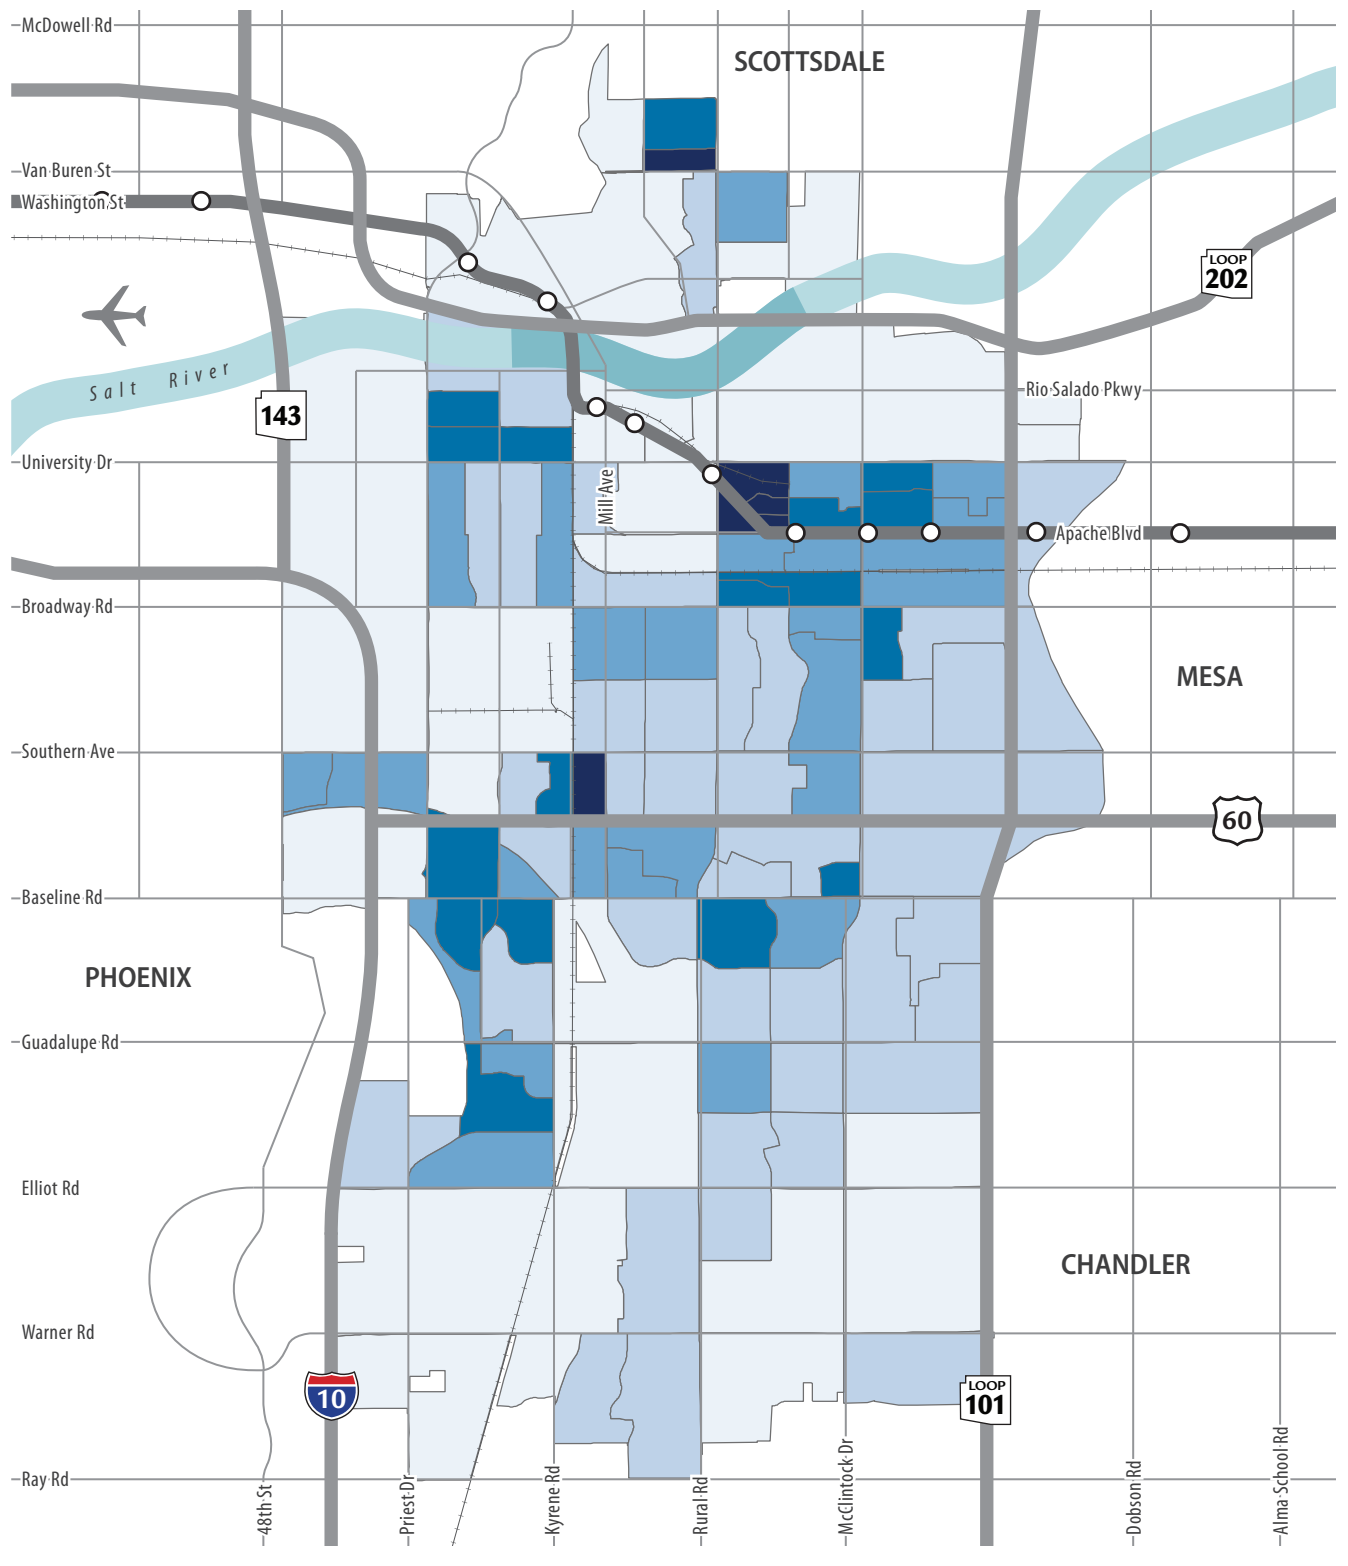 McDowell Rd
SCOTTSDALE
Van Buren St
Washington St
LOOP
202
Salt River
Rio Salado Pkwy
143
University Dr
Mill Ave
Apache Blvd
Broadway Rd
MESA
Southern Ave
60
Baseline Rd
PHOENIX
Guadalupe Rd
Elliot Rd
CHANDLER
Warner Rd
10
LOOP
101
Ray Rd
48th St
Priest Dr
Kyrene Rd
Rural Rd
McClintock Dr
Dobson Rd
Alma School Rd